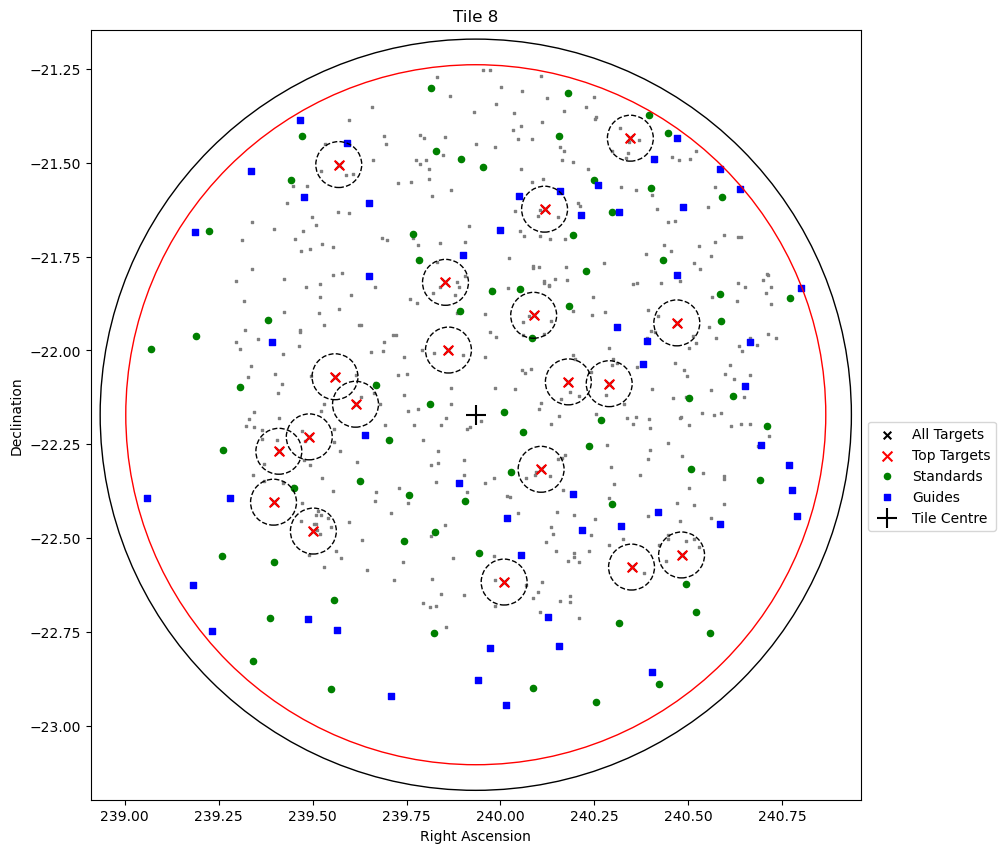 Tile 8
−21.25
−21.50
−21.75
−22.00
−22.25
−22.50
−22.75
−23.00
Declination
239.00 239.25 239.50 239.75 240.00 240.25 240.50 240.75
Right Ascension
All Targets
Top Targets
Standards
Guides
Tile Centre